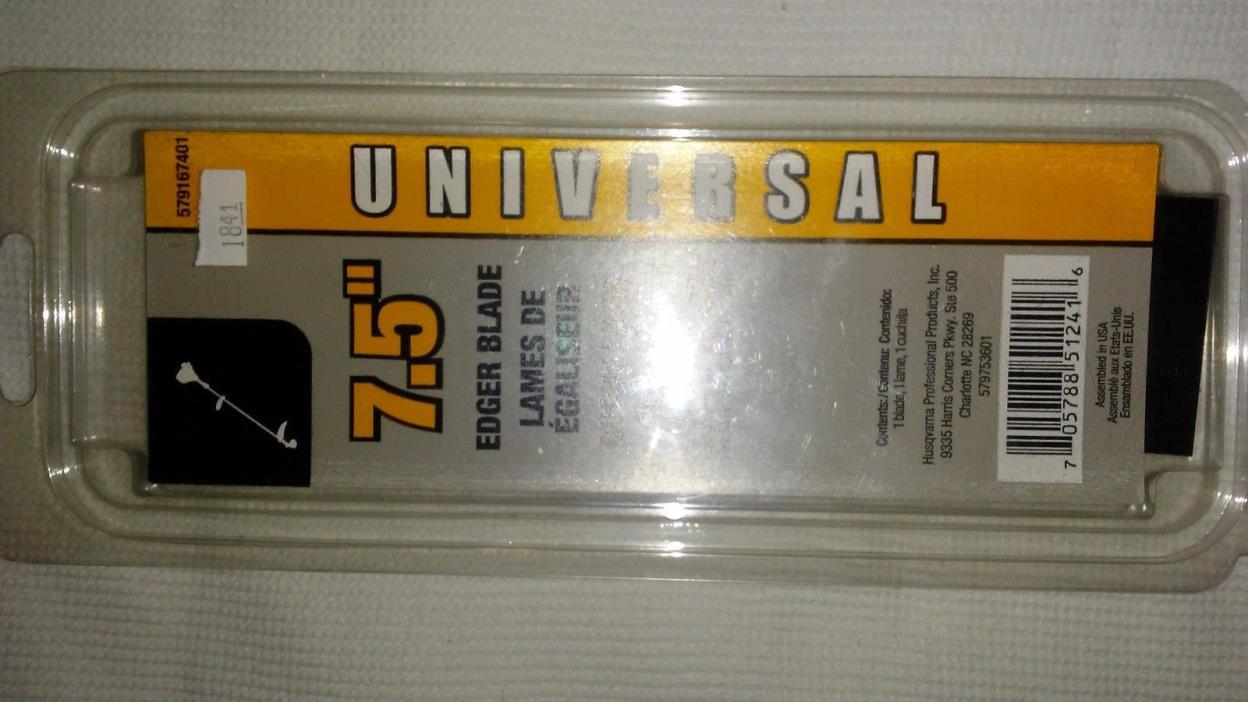 579167401
1841
UNIVERSAL
7.5"
EDGER BLADE
LAMES DE
ÉGALISEUR
Contents:/Contenu: Contenido:
1 blade, 1 lame, 1 cuchilla
Husqvarna Professional Products, Inc.
9335 Harris Corners Pkwy. Ste 500
Charlotte NC 28269
579753601
7 05788 51241 6
Assembled in USA
Assemblé aux Etats-Unis
Ensamblado en EE.UU.